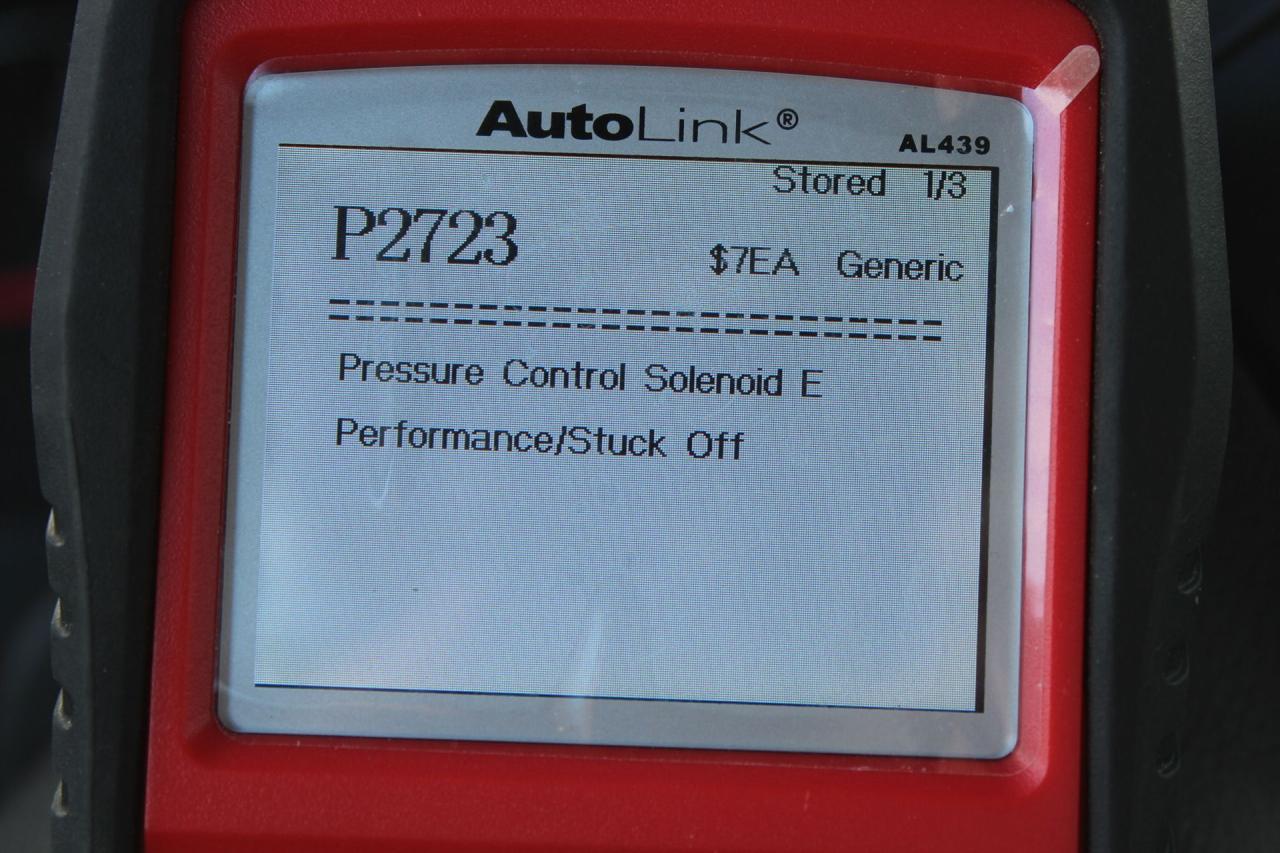 AutoLink®
AL439
Stored 1/3
P2723 $7EA Generic
=========================
Pressure Control Solenoid E
Performance/Stuck Off